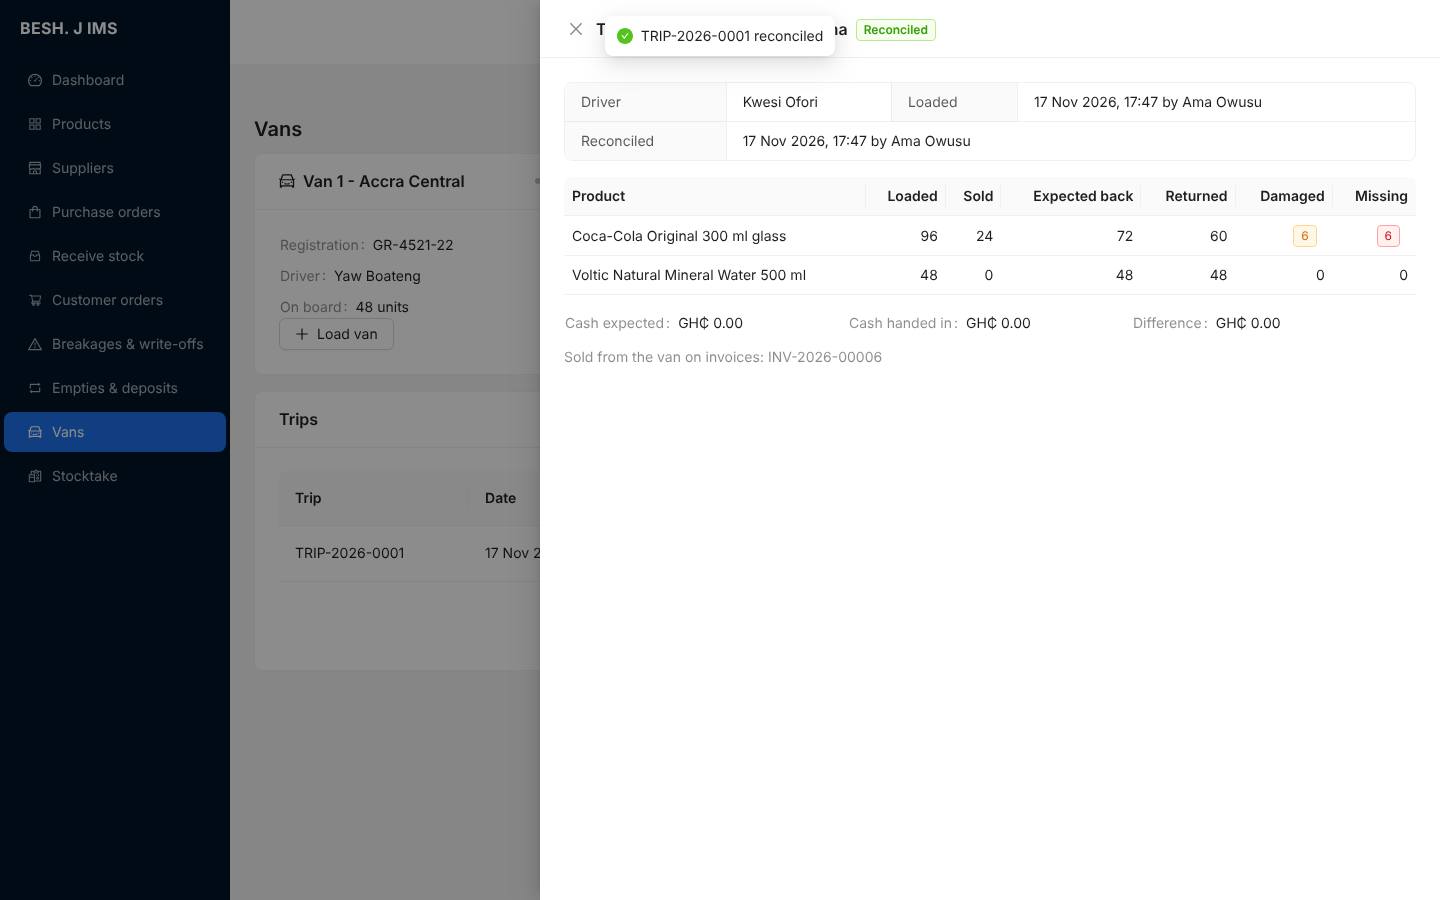 BESH. J IMS
Dashboard
Products
Suppliers
Purchase orders
Receive stock
Customer orders
Breakages & write-offs
Empties & deposits
Vans
Stocktake
Vans
Van 1 - Accra Central
Registration: GR-4521-22
Driver: Yaw Boateng
On board: 48 units
Load van
Trips
Trip Date
TRIP-2026-0001 17 Nov 2
Reconciled
TRIP-2026-0001 reconciled
Driver Kwesi Ofori Loaded 17 Nov 2026, 17:47 by Ama Owusu
Reconciled 17 Nov 2026, 17:47 by Ama Owusu
Product Loaded Sold Expected back Returned Damaged Missing
Coca-Cola Original 300 ml glass 96 24 72 60 6 6
Voltic Natural Mineral Water 500 ml 48 0 48 48 0 0
Cash expected: GH₵ 0.00 Cash handed in: GH₵ 0.00 Difference: GH₵ 0.00
Sold from the van on invoices: INV-2026-00006